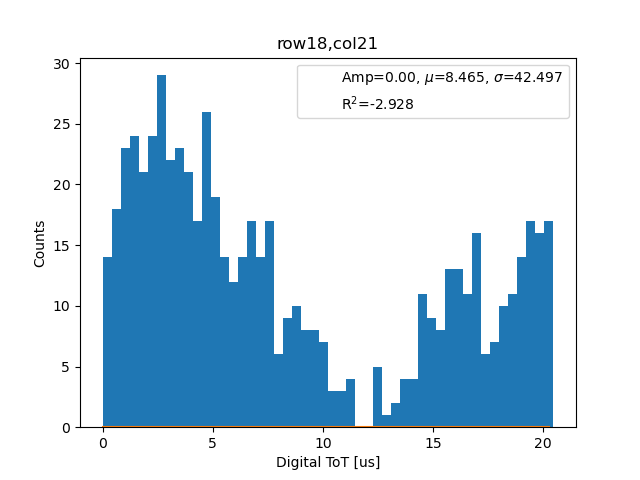 row18,col21
Amp=0.00, μ=8.465, σ=42.497
R²=-2.928
30
25
20
15
10
5
0
Counts
0 5 10 15 20
Digital ToT [us]